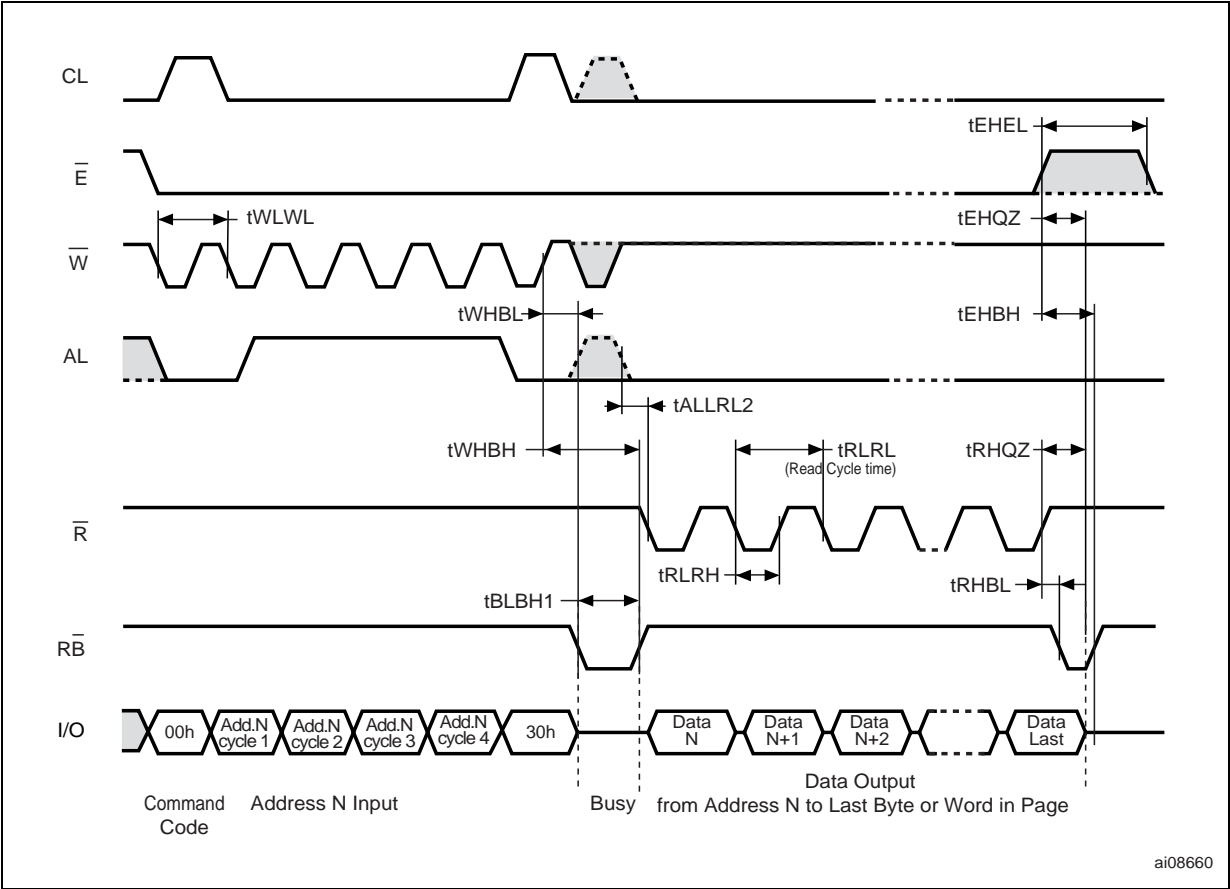 CL
tEHEL
E
tWLWL
tEHQZ
W
tWHBL
tEHBH
AL
tALLRL2
tWHBH
tRLRL
(Read Cycle time)
tRHQZ
R
tRLRH
tRHBL
tBLBH1
RB
I/O
00h
Add.N
cycle 1
Add.N
cycle 2
Add.N
cycle 3
Add.N
cycle 4
30h
Data
N
Data
N+1
Data
N+2
Data
Last
Command
Code
Address N Input
Busy
Data Output
from Address N to Last Byte or Word in Page
ai08660